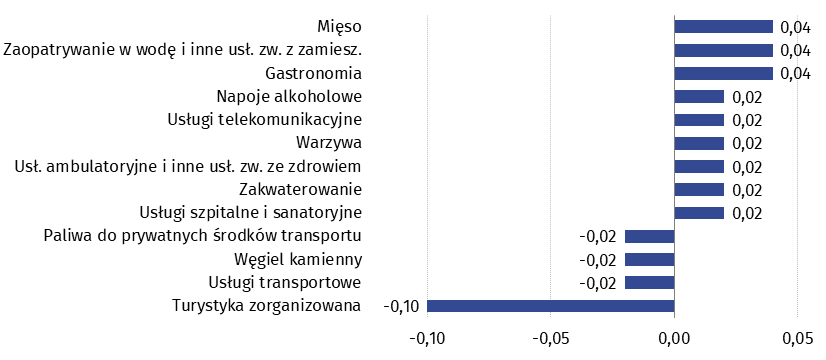 Mięso 0,04
Zaopatrywanie w wodę i inne usł. zw. z zamiesz. 0,04
Gastronomia 0,04
Napoje alkoholowe 0,02
Usługi telekomunikacyjne 0,02
Warzywa 0,02
Usł. ambulatoryjne i inne usł. zw. ze zdrowiem 0,02
Zakwaterowanie 0,02
Usługi szpitalne i sanatoryjne 0,02
Paliwa do prywatnych środków transportu -0,02
Węgiel kamienny -0,02
Usługi transportowe -0,02
Turystyka zorganizowana -0,10
-0,10 -0,05 0,00 0,05